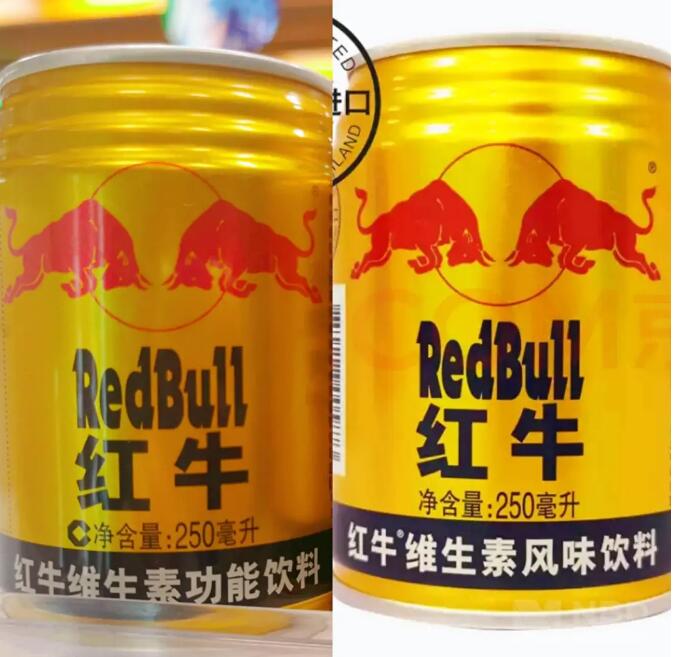 RedBull
红牛
净含量:250毫升
红牛维生素功能饮料
进口
LAND
®
RedBull
红牛
净含量:250毫升
红牛®维生素风味饮料